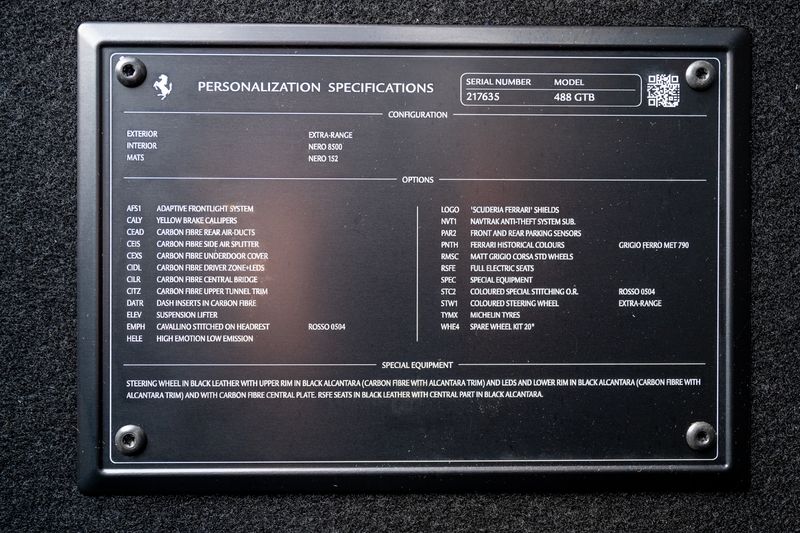 PERSONALIZATION SPECIFICATIONS
SERIAL NUMBER MODEL
217635 488 GTB
CONFIGURATION
EXTERIOR EXTRA-RANGE
INTERIOR NERO 8500
MATS NERO 152
OPTIONS
AFS1 ADAPTIVE FRONTLIGHT SYSTEM
CALY YELLOW BRAKE CALLIPERS
CEAD CARBON FIBRE REAR AIR-DUCTS
CEIS CARBON FIBRE SIDE AIR SPLITTER
CEXS CARBON FIBRE UNDERDOOR COVER
CIDL CARBON FIBRE DRIVER ZONE+LEDS
CILR CARBON FIBRE CENTRAL BRIDGE
CITZ CARBON FIBRE UPPER TUNNEL TRIM
DATR DASH INSERTS IN CARBON FIBRE
ELEV SUSPENSION LIFTER
EMPH CAVALLINO STITCHED ON HEADREST ROSSO 0504
HELE HIGH EMOTION LOW EMISSION
LOGO 'SCUDERIA FERRARI' SHIELDS
NVT1 NAVTRAK ANTI-THEFT SYSTEM SUB.
PAR2 FRONT AND REAR PARKING SENSORS
PNTH FERRARI HISTORICAL COLOURS GRIGIO FERRO MET 790
RMSC MATT GRIGIO CORSA STD WHEELS
RSFE FULL ELECTRIC SEATS
SPEC SPECIAL EQUIPMENT
STC2 COLOURED SPECIAL STITCHING O.R. ROSSO 0504
STW1 COLOURED STEERING WHEEL EXTRA-RANGE
TYMX MICHELIN TYRES
WHE4 SPARE WHEEL KIT 20"
SPECIAL EQUIPMENT
STEERING WHEEL IN BLACK LEATHER WITH UPPER RIM IN BLACK ALCANTARA (CARBON FIBRE WITH ALCANTARA TRIM) AND LEDS AND LOWER RIM IN BLACK ALCANTARA (CARBON FIBRE WITH
ALCANTARA TRIM) AND WITH CARBON FIBRE CENTRAL PLATE. RSFE SEATS IN BLACK LEATHER WITH CENTRAL PART IN BLACK ALCANTARA.